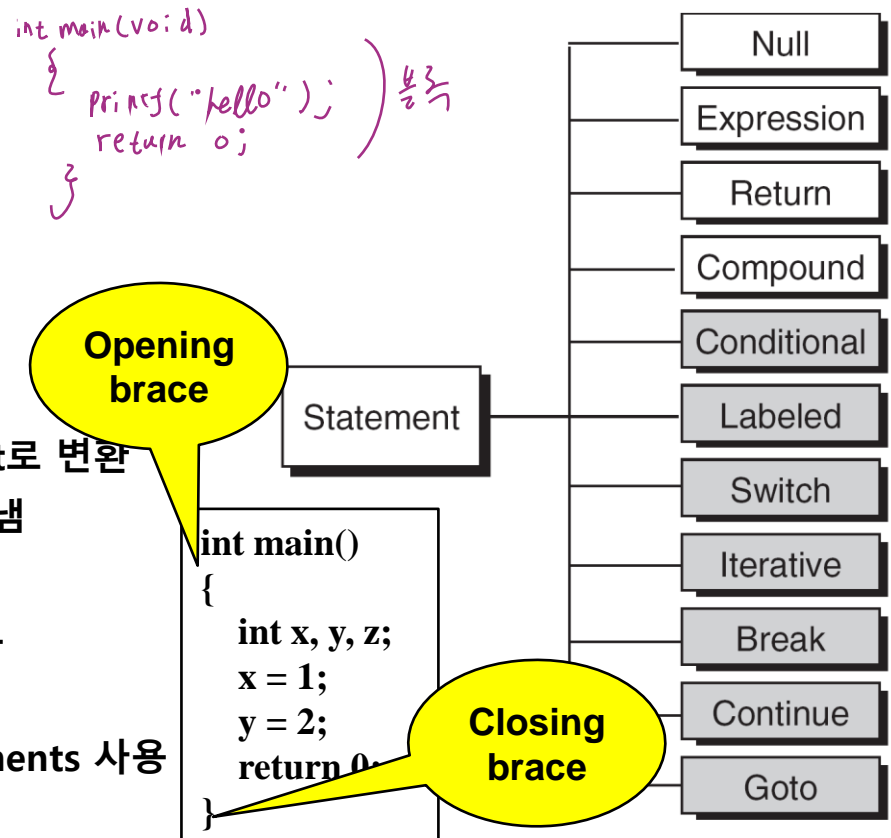 int main(void)
{
printf("hello");
return 0;
}
블록
Null
Expression
Return
Compound
Conditional
Labeled
Switch
Iterative
Break
Continue
Goto
Statement
Opening
brace
로 변환
int main()
{
int x, y, z;
x = 1;
y = 2;
return 0;
}
Closing
brace
ments 사용